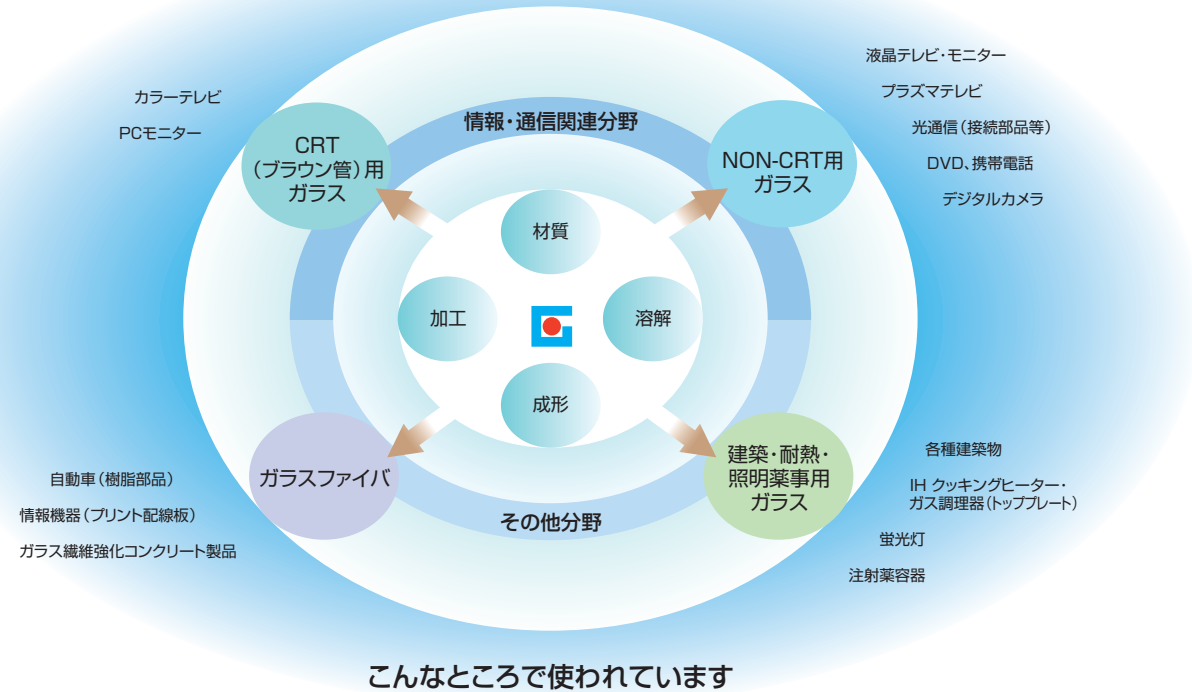 カラーテレビ
PCモニター
CRT
(ブラウン管)用
ガラス
情報・通信関連分野
NON-CRT用
ガラス
液晶テレビ・モニター
プラズマテレビ
光通信(接続部品等)
DVD、携帯電話
デジタルカメラ
材質
加工
溶解
成形
ガラスファイバ
自動車(樹脂部品)
情報機器(プリント配線板)
ガラス繊維強化コンクリート製品
その他分野
建築・耐熱・
照明薬事用
ガラス
各種建築物
IH クッキングヒーター・
ガス調理器(トッププレート)
蛍光灯
注射薬容器
こんなところで使われています